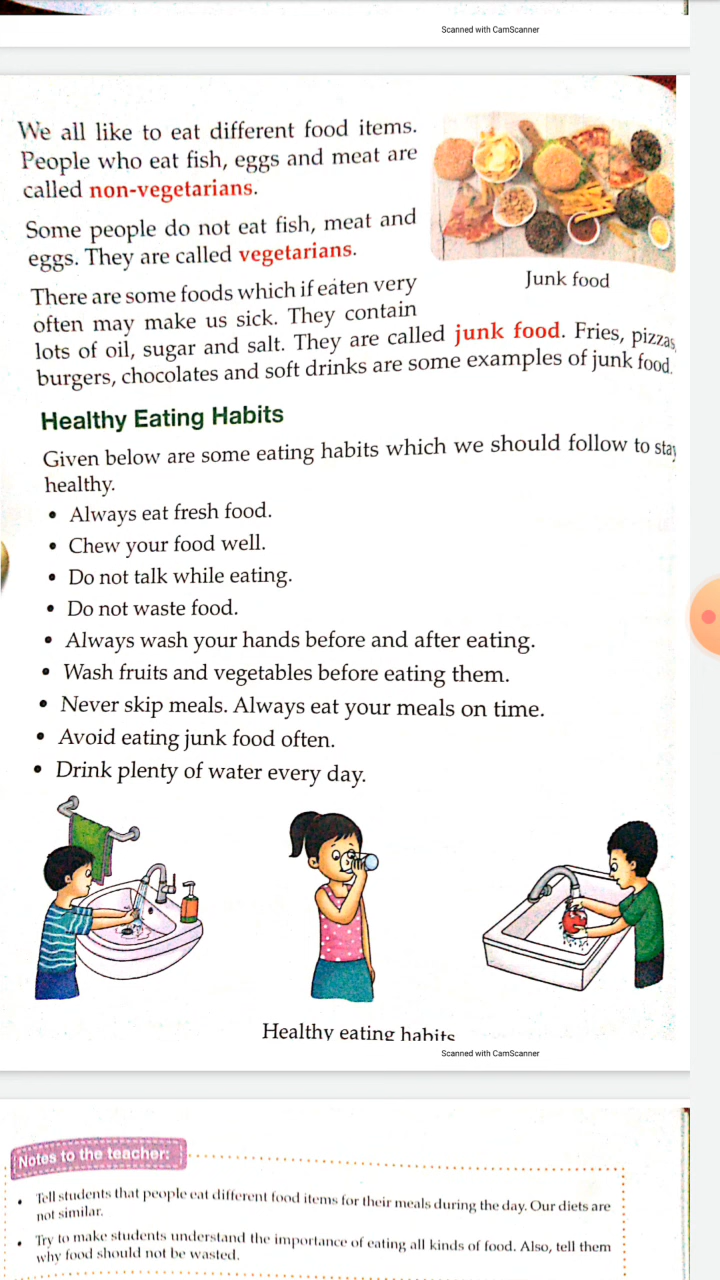 Scanned with CamScanner
We all like to eat different food items.
People who eat fish, eggs and meat are
called non-vegetarians.
Some people do not eat fish, meat and
eggs. They are called vegetarians.
Junk food
There are some foods which if eaten very
often may make us sick. They contain
lots of oil, sugar and salt. They are called junk food. Fries, pizzas
burgers, chocolates and soft drinks are some examples of junk food.
Healthy Eating Habits
Given below are some eating habits which we should follow to stay
healthy.
• Always eat fresh food.
• Chew your food well.
• Do not talk while eating.
• Do not waste food.
• Always wash your hands before and after eating.
• Wash fruits and vegetables before eating them.
• Never skip meals. Always eat your meals on time.
• Avoid eating junk food often.
• Drink plenty of water every day.
Healthy eating habits
Scanned with CamScanner
Notes to the teacher:
• Tell students that people eat different food items for their meals during the day. Our diets are
not similar.
• Try to make students understand the importance of eating all kinds of food. Also, tell them
why food should not be wasted.